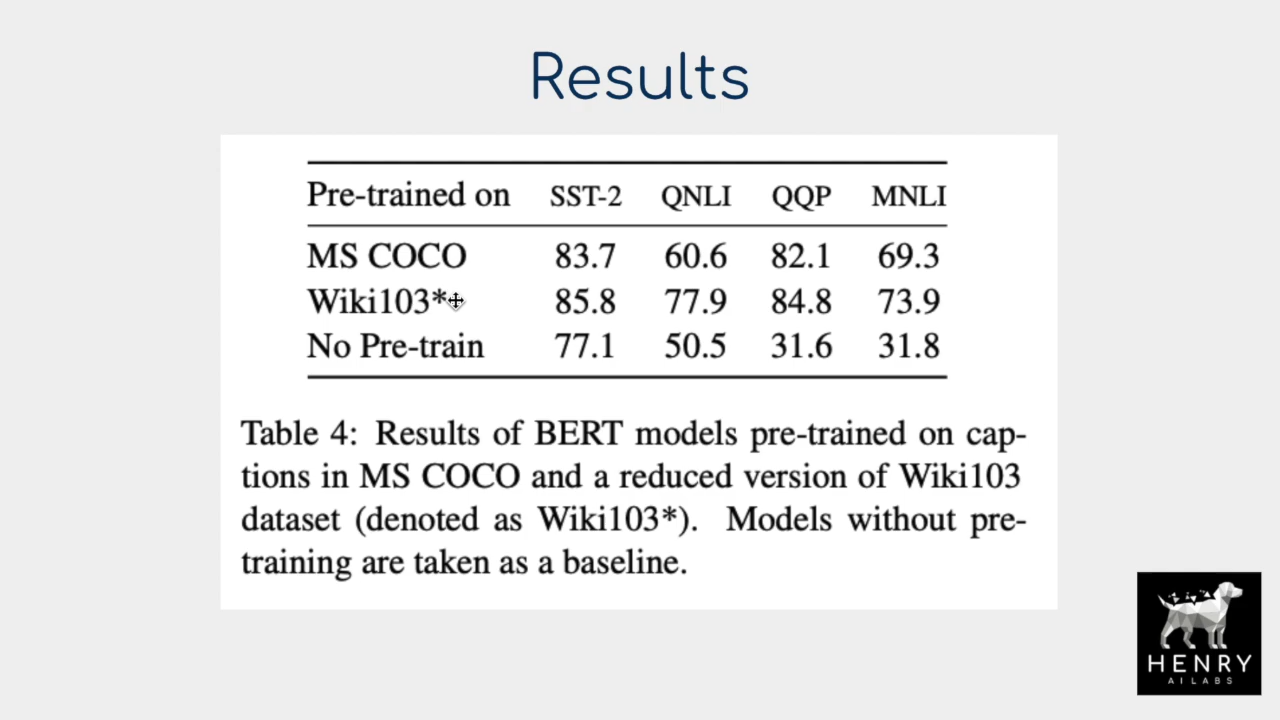 Results
Pre-trained on SST-2 QNLI QQP MNLI
MS COCO 83.7 60.6 82.1 69.3
Wiki103* 85.8 77.9 84.8 73.9
No Pre-train 77.1 50.5 31.6 31.8
Table 4: Results of BERT models pre-trained on cap-
tions in MS COCO and a reduced version of Wiki103
dataset (denoted as Wiki103*). Models without pre-
training are taken as a baseline.
HENRY
AI LABS